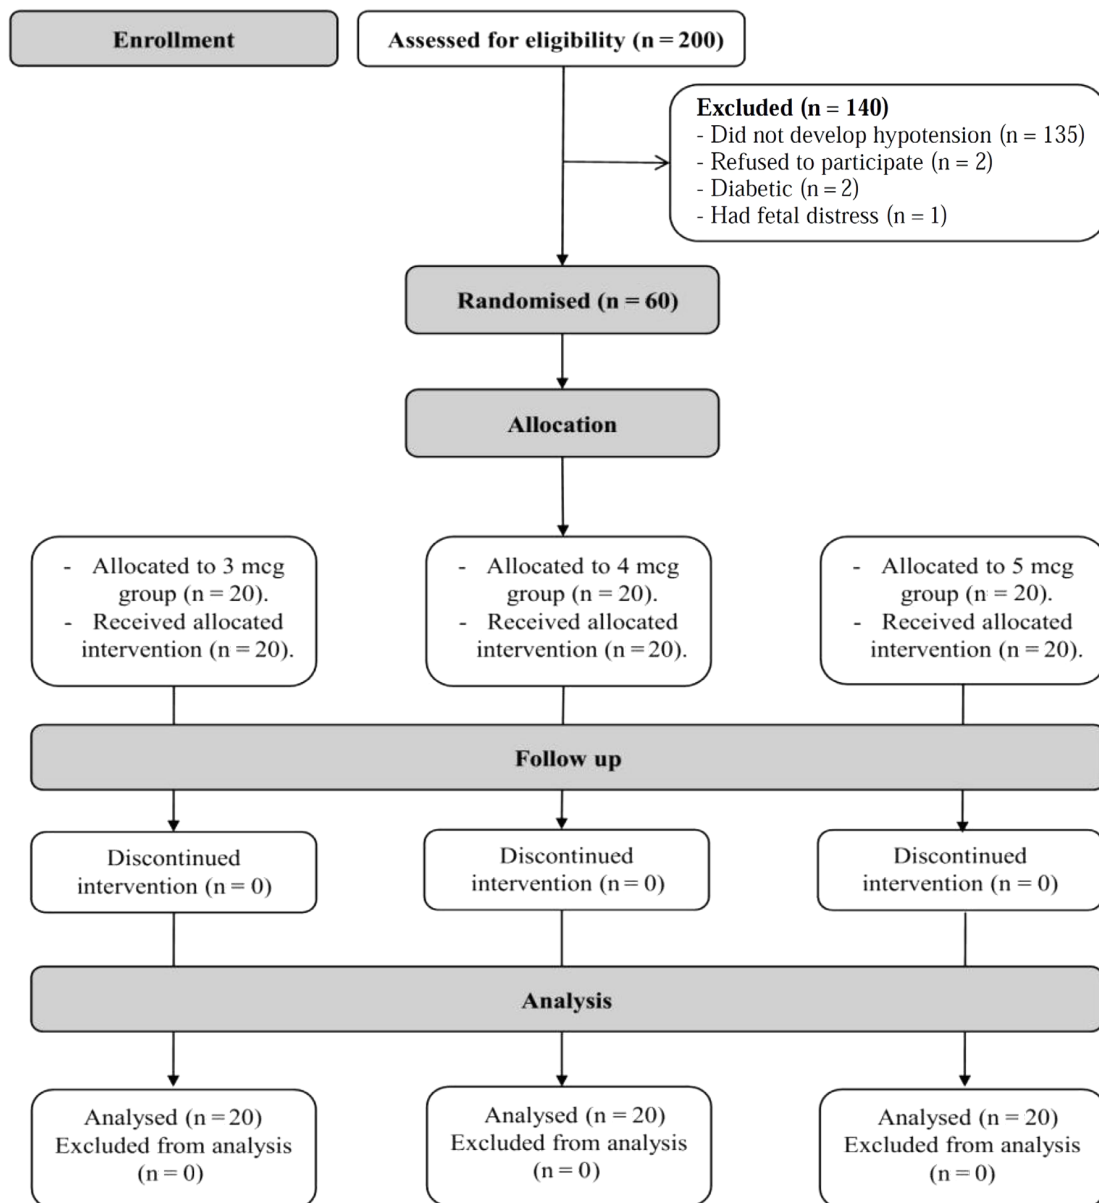 Enrollment
Assessed for eligibility (n = 200)
Excluded (n = 140)
- Did not develop hypotension (n = 135)
- Refused to participate (n = 2)
- Diabetic (n = 2)
- Had fetal distress (n = 1)
Randomised (n = 60)
Allocation
- Allocated to 3 mcg
group (n = 20).
- Received allocated
intervention (n = 20).
- Allocated to 4 mcg
group (n = 20).
- Received allocated
intervention (n = 20).
- Allocated to 5 mcg
group (n = 20).
- Received allocated
intervention (n = 20).
Follow up
Discontinued
intervention (n = 0)
Discontinued
intervention (n = 0)
Discontinued
intervention (n = 0)
Analysis
Analysed (n = 20)
Excluded from analysis
(n = 0)
Analysed (n = 20)
Excluded from analysis
(n = 0)
Analysed (n = 20)
Excluded from analysis
(n = 0)